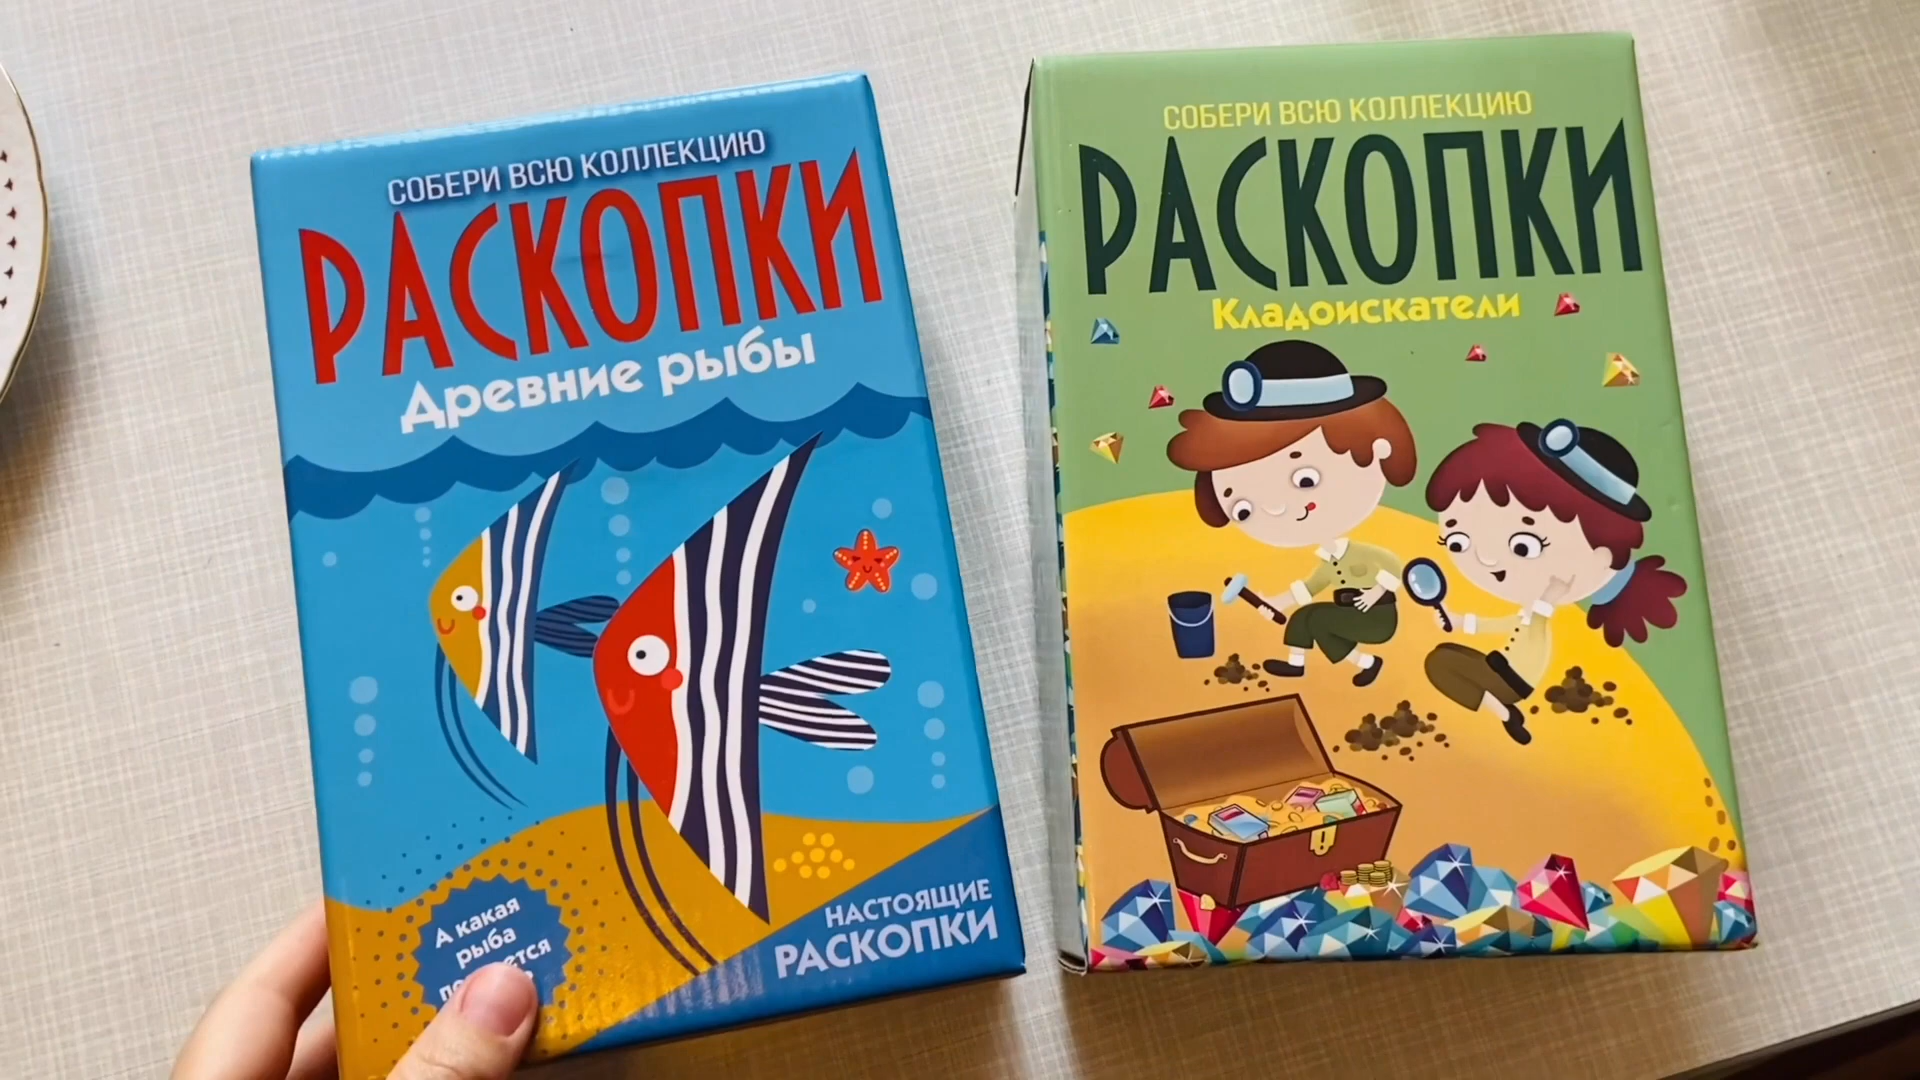 СОБЕРИ ВСЮ КОЛЛЕКЦИЮ
РАСКОПКИ
Древние рыбы
А какая
рыба
НАСТОЯЩИЕ
РАСКОПКИ
СОБЕРИ ВСЮ КОЛЛЕКЦИЮ
РАСКОПКИ
Кладоискатели